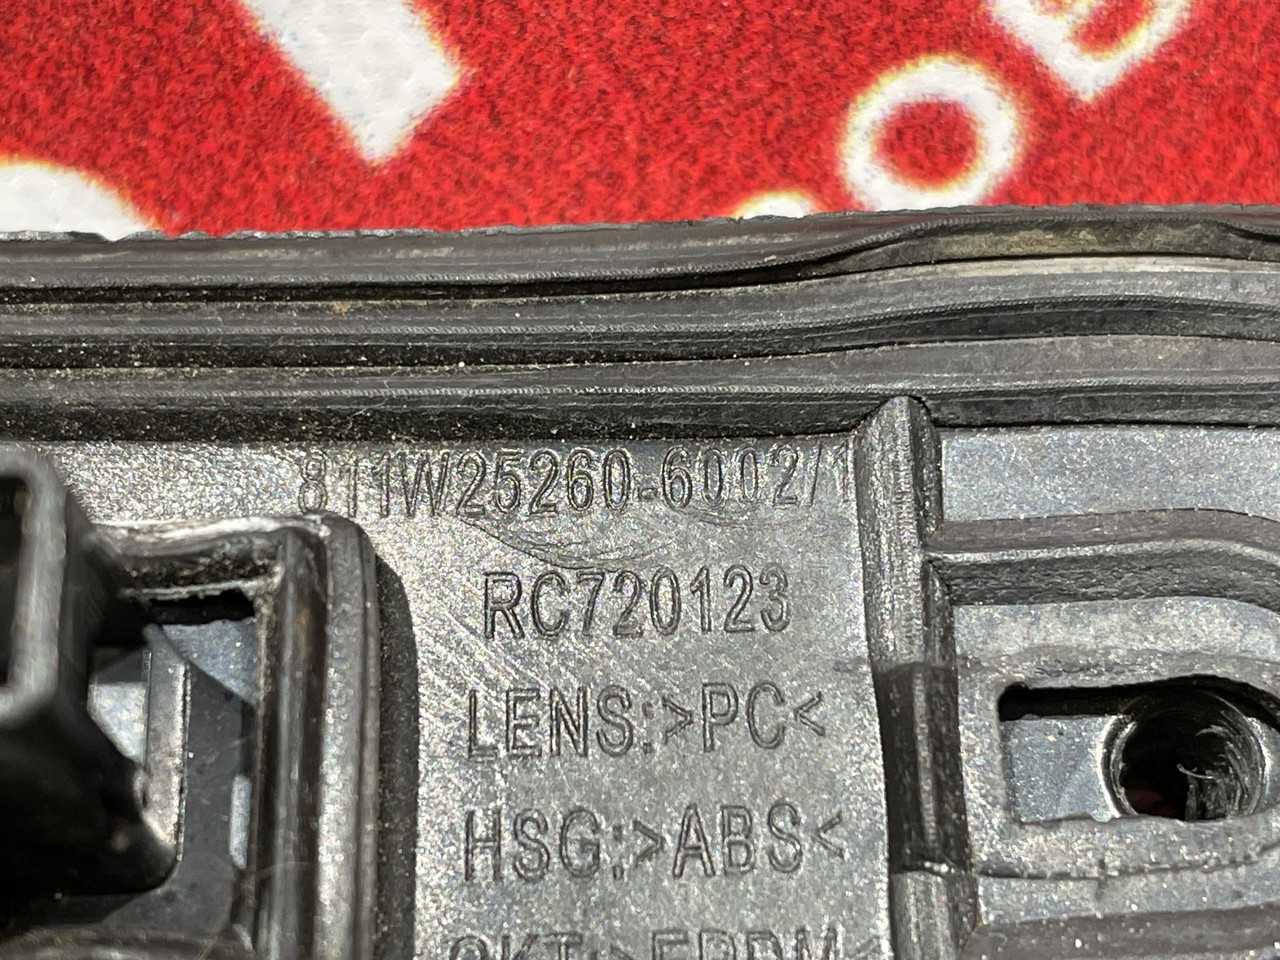 811W25260-6002/1
RC720123
LENS:>PC<
HSG:>ABS<